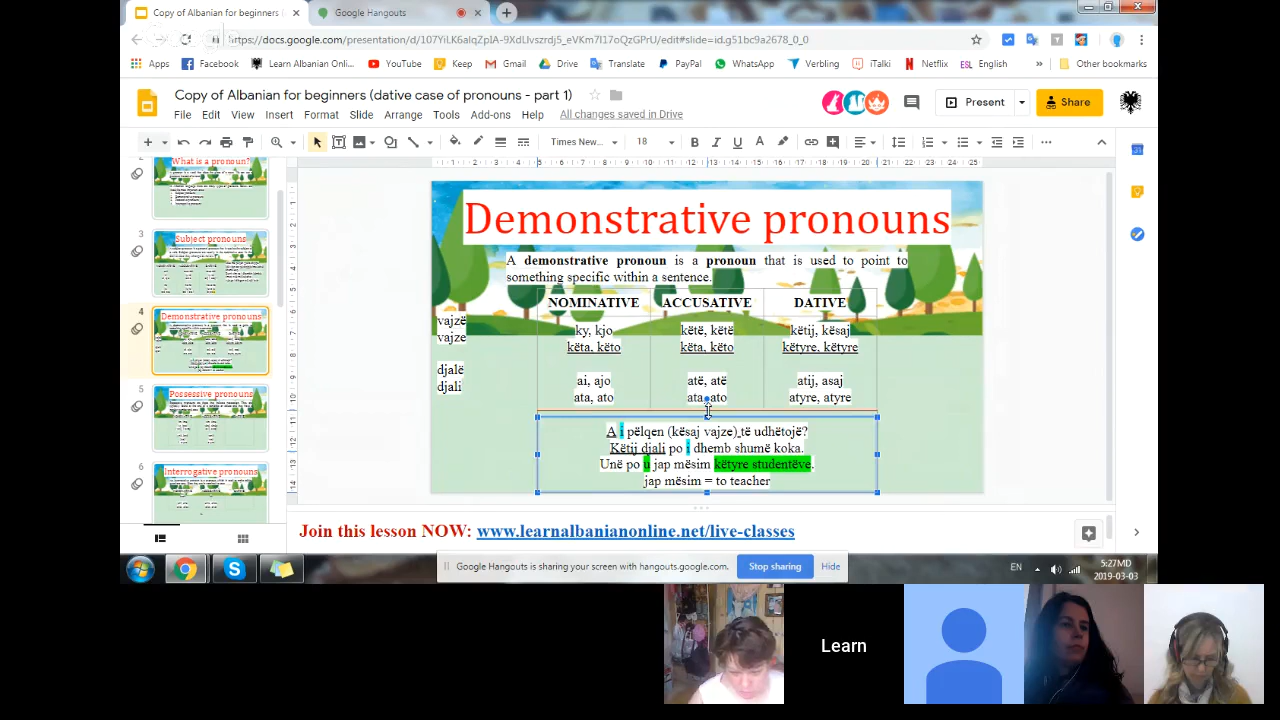 Copy of Albanian for beginners (
Google Hangouts
https://docs.google.com/presentation/d/107YiLK6alqZpIA-9XdLlvszrdj5_eVKm7l17oQzGPrU/edit#slide=id.g51bc9a2678_0_0
Apps Facebook Learn Albanian Onli... YouTube Keep Gmail Drive Translate PayPal WhatsApp Verbling iTalki Netflix ESL English » Other bookmarks
Copy of Albanian for beginners (dative case of pronouns - part 1)
Present Share
File Edit View Insert Format Slide Arrange Tools Add-ons Help All changes saved in Drive
Times New... 18
What is a pronoun?
3
Subject pronouns
4
Demonstrative pronouns
5
Possessive pronouns
6
Interrogative pronouns
Demonstrative pronouns
A demonstrative pronoun is a pronoun that is used to point to
something specific within a sentence.
NOMINATIVE ACCUSATIVE DATIVE
vajzë
vajze
djalë
djali
ky, kjo këtë, këtë këtij, kësaj
këta, këto këta, këto këtyre, këtyre
ai, ajo atë, atë atij, asaj
ata, ato ata, ato atyre, atyre
A i pëlqen (kësaj vajze) të udhëtojë?
Këtij djali po i dhemb shumë koka.
Unë po u jap mësim këtyre studentëve.
jap mësim = to teacher
Join this lesson NOW: www.learnalbanianonline.net/live-classes
Google Hangouts is sharing your screen with hangouts.google.com. Stop sharing Hide
EN
5:27MD
2019-03-03
Learn